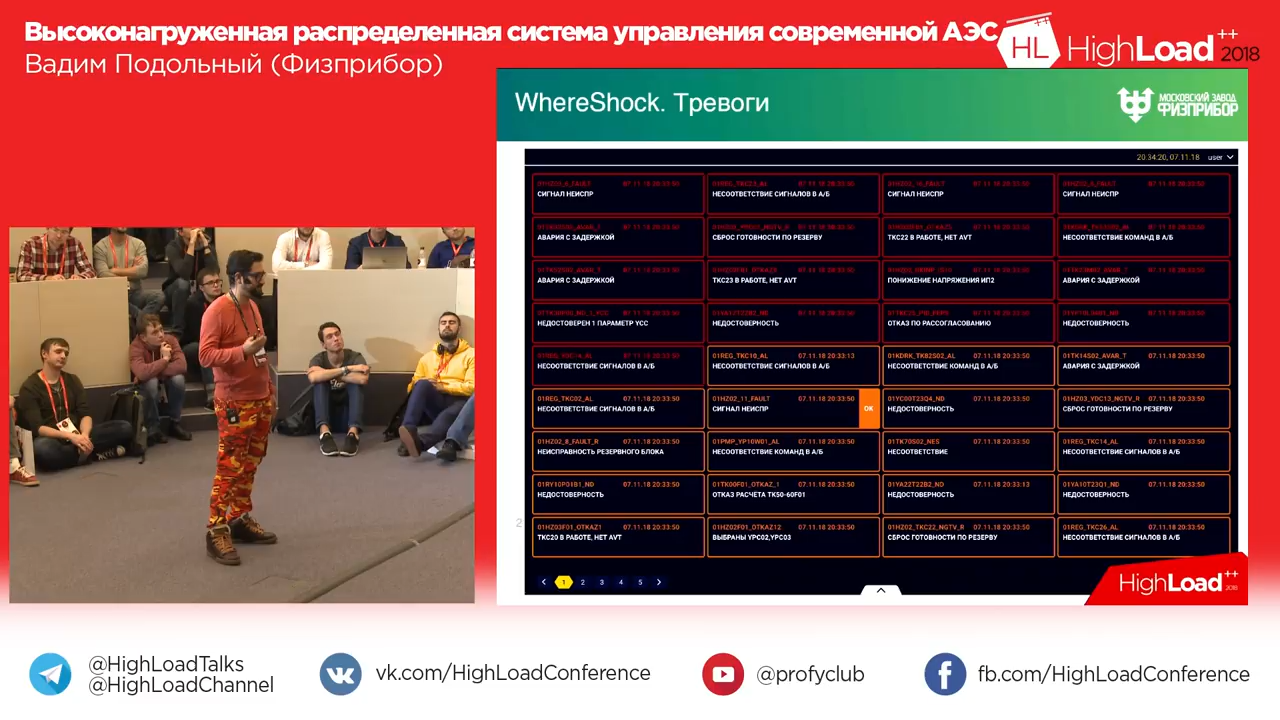 Высоконагруженная распределенная система управления современной АЭС
Вадим Подольный (Физприбор)
HL HighLoad++ 2018
WhereShock. Тревоги
МОСКОВСКИЙ ЗАВОД
ФИЗПРИБОР
20:34:20, 07.11.18 user
СИГНАЛ НЕИСПР
НЕСООТВЕТСТВИЕ СИГНАЛОВ В А/Б
СИГНАЛ НЕИСПР
СИГНАЛ НЕИСПР
АВАРИЯ С ЗАДЕРЖКОЙ
СБРОС ГОТОВНОСТИ ПО РЕЗЕРВУ
ТКС22 В РАБОТЕ, НЕТ AVT
НЕСООТВЕТСТВИЕ КОМАНД В А/Б
АВАРИЯ С ЗАДЕРЖКОЙ
ТКС23 В РАБОТЕ, НЕТ AVT
ПОНИЖЕНИЕ НАПРЯЖЕНИЯ ИП2
АВАРИЯ С ЗАДЕРЖКОЙ
НЕДОСТОВЕРЕН 1 ПАРАМЕТР YCC
НЕДОСТОВЕРНОСТЬ
ОТКАЗ ПО РАССОГЛАСОВАНИЮ
НЕДОСТОВЕРНОСТЬ
НЕСООТВЕТСТВИЕ СИГНАЛОВ В А/Б
01REG_TKC10_AL 07.11.18 20:33:13
НЕСООТВЕТСТВИЕ СИГНАЛОВ В А/Б
01KDRK_TK82S02_AL 07.11.18 20:33:50
НЕСООТВЕТСТВИЕ КОМАНД В А/Б
01TK14S02_AVAR_T 07.11.18 20:33:50
АВАРИЯ С ЗАДЕРЖКОЙ
01REG_TKC02_AL 07.11.18 20:33:50
НЕСООТВЕТСТВИЕ СИГНАЛОВ В А/Б
01HZ02_11_FAULT 07.11.18 20:33:50
СИГНАЛ НЕИСПР
OK
01YC00T23Q4_ND 07.11.18 20:33:50
НЕДОСТОВЕРНОСТЬ
01HZ03_YDC13_NGTV_R 07.11.18 20:33:50
СБРОС ГОТОВНОСТИ ПО РЕЗЕРВУ
01HZ02_8_FAULT_R 07.11.18 20:33:50
НЕИСПРАВНОСТЬ РЕЗЕРВНОГО БЛОКА
01PMP_YP10W01_AL 07.11.18 20:33:50
НЕСООТВЕТСТВИЕ КОМАНД В А/Б
01TK70S02_NES 07.11.18 20:33:50
НЕСООТВЕТСТВИЕ
01REG_TKC14_AL 07.11.18 20:33:50
НЕСООТВЕТСТВИЕ СИГНАЛОВ В А/Б
01RY10P31B1_ND 07.11.18 20:33:50
НЕДОСТОВЕРНОСТЬ
01TK00F01_OTKAZ_1 07.11.18 20:33:50
ОТКАЗ РАСЧЕТА TK50-60F01
01YA22T22B2_ND 07.11.18 20:33:13
НЕДОСТОВЕРНОСТЬ
01YA10T23Q1_ND 07.11.18 20:33:50
НЕДОСТОВЕРНОСТЬ
01HZ03F01_OTKAZ1 07.11.18 20:33:50
ТКС20 В РАБОТЕ, НЕТ AVT
01HZ02F01_OTKAZ12 07.11.18 20:33:50
ВЫБРАНЫ YPC02,YPC03
01HZ02_TKC22_NGTV_R 07.11.18 20:33:50
СБРОС ГОТОВНОСТИ ПО РЕЗЕРВУ
01REG_TKC26_AL 07.11.18 20:33:50
НЕСООТВЕТСТВИЕ СИГНАЛОВ В А/Б
1 2 3 4 5
HighLoad++ 2018
@HighLoadTalks
@HighLoadChannel
vk.com/HighLoadConference
@profyclub
fb.com/HighLoadConference